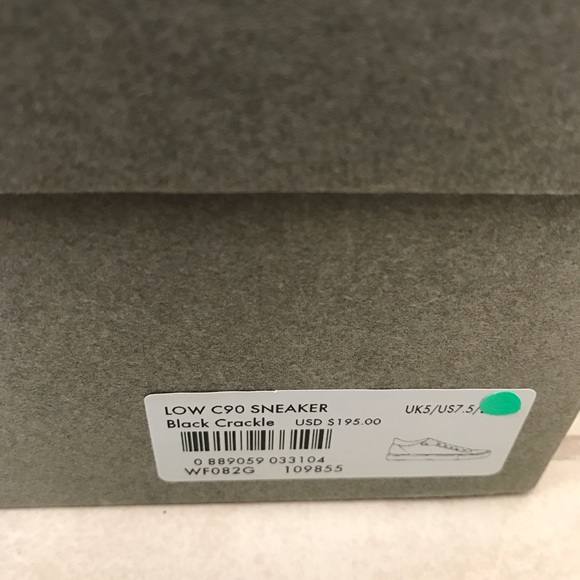 LOW C90 SNEAKER UK5/US7.5/
Black Crackle USD $195.00
0 889059 033104
WF082G 109855